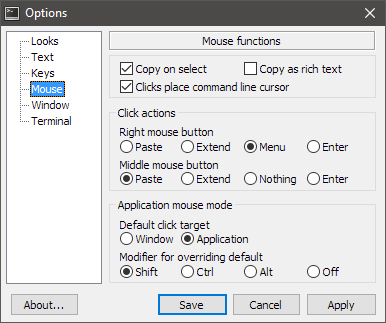 Options
Looks
Text
Keys
Mouse
Window
Terminal
Mouse functions
Copy on select Copy as rich text
Clicks place command line cursor
Click actions
Right mouse button
Paste Extend Menu Enter
Middle mouse button
Paste Extend Nothing Enter
Application mouse mode
Default click target
Window Application
Modifier for overriding default
Shift Ctrl Alt Off
About... Save Cancel Apply